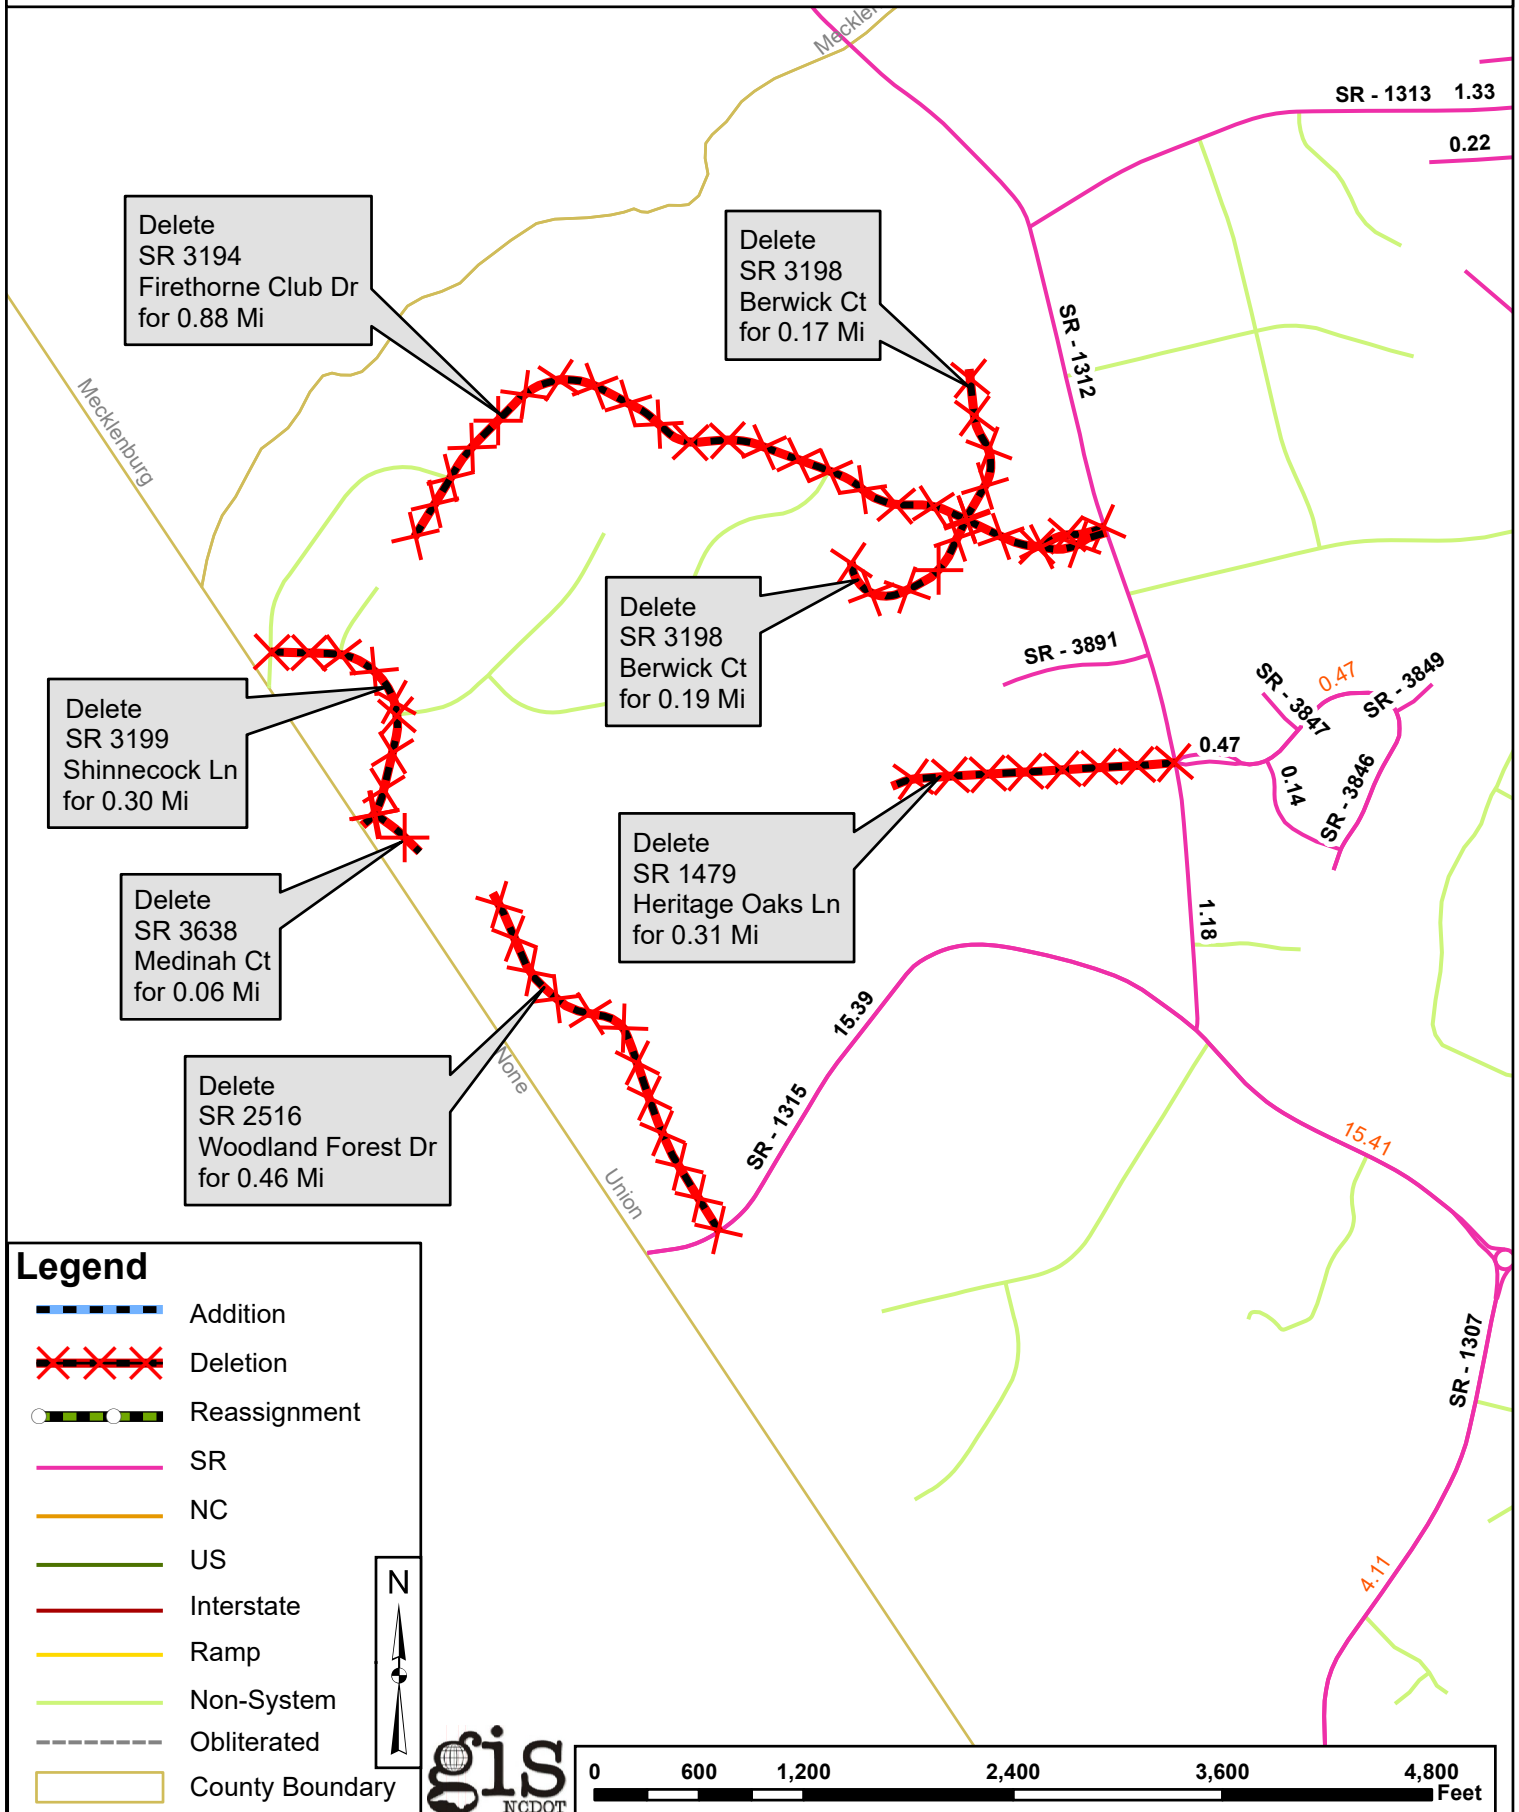 Meckler
SR - 1313 1.33
0.22
Delete
SR 3194
Firethorne Club Dr
for 0.88 Mi
Delete
SR 3198
Berwick Ct
for 0.17 Mi
SR - 1312
Mecklenburg
Delete
SR 3198
Berwick Ct
for 0.19 Mi
SR - 3891
SR - 3847
0.47
SR - 3849
Delete
SR 3199
Shinnecock Ln
for 0.30 Mi
0.47
0.14
SR - 3846
Delete
SR 1479
Heritage Oaks Ln
for 0.31 Mi
Delete
SR 3638
Medinah Ct
for 0.06 Mi
1.18
15.39
None
Delete
SR 2516
Woodland Forest Dr
for 0.46 Mi
SR - 1315
15.41
Union
SR - 1307
4.11
Legend
Addition
Deletion
Reassignment
SR
NC
US
Interstate
Ramp
Non-System
Obliterated
County Boundary
N
gis
NCDOT
0 600 1,200 2,400 3,600 4,800
Feet